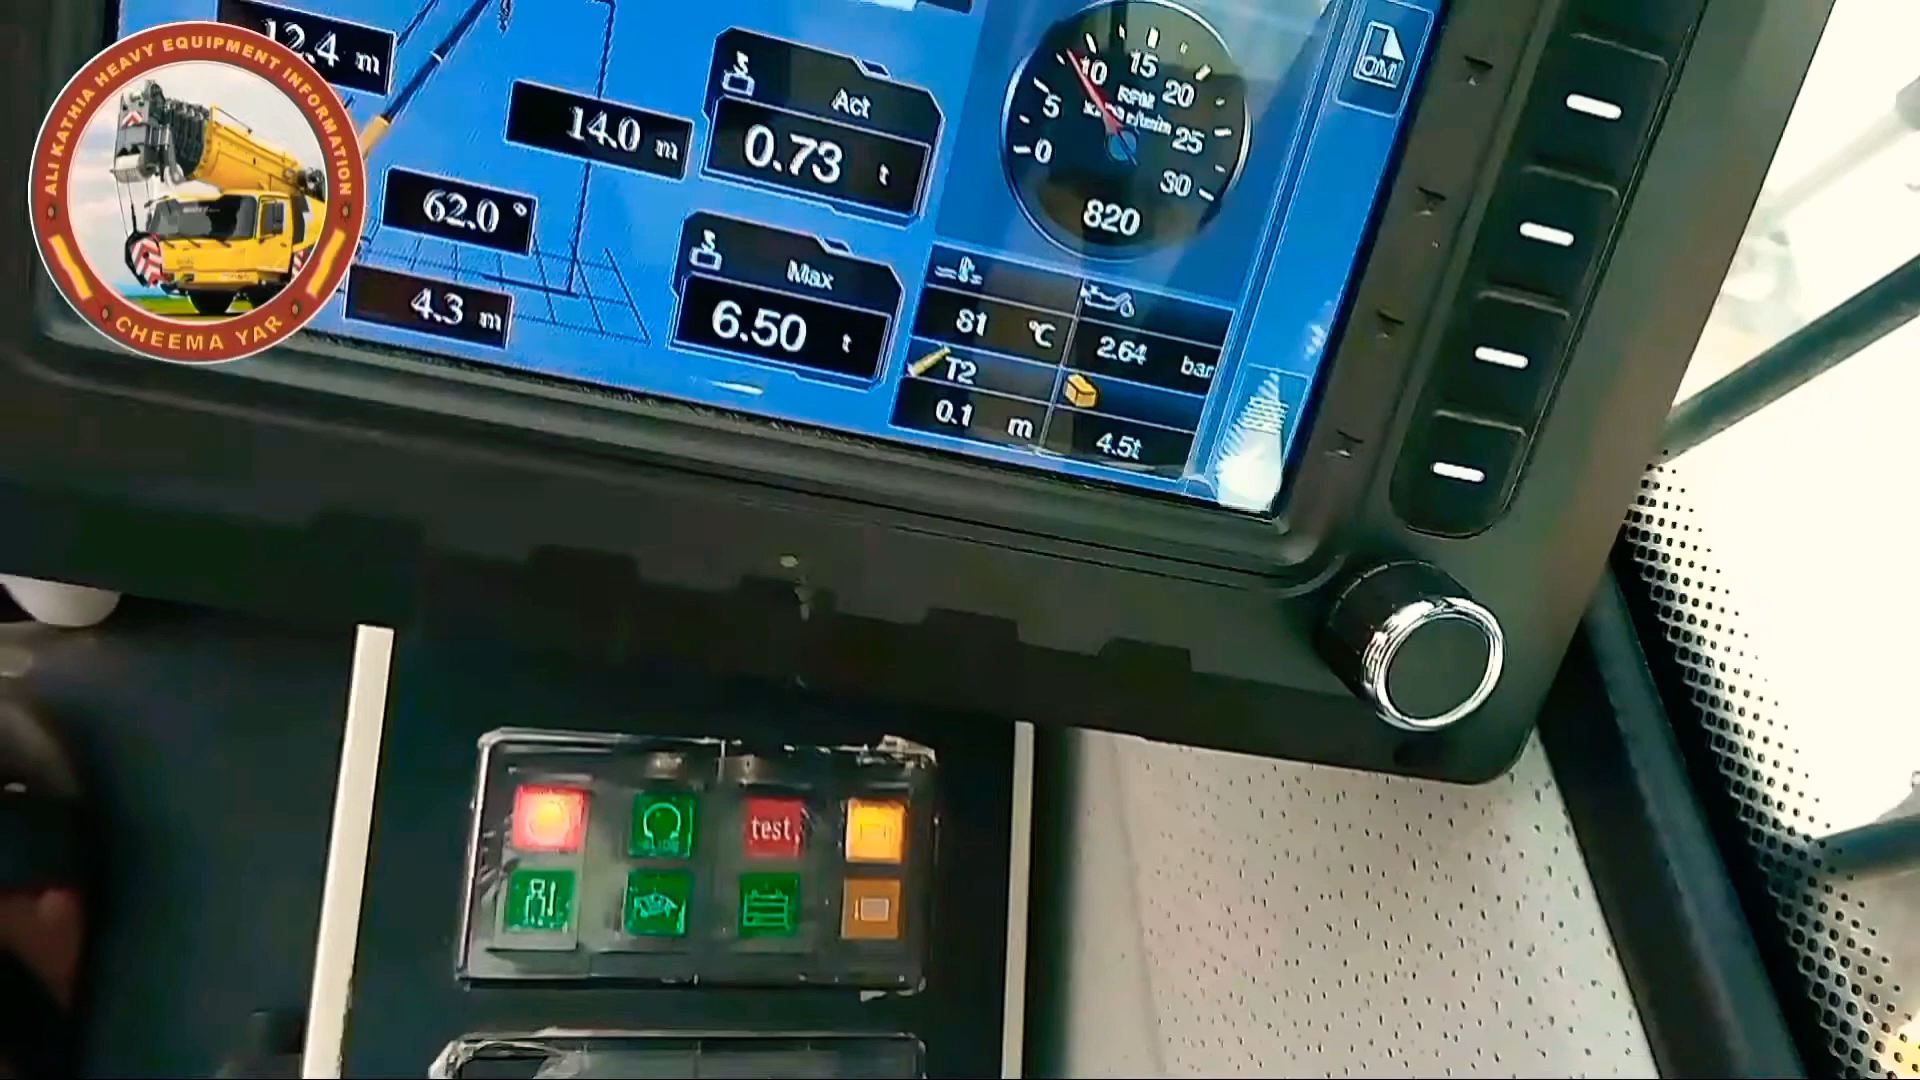 ALI KATHIA HEAVY EQUIPMENT INFORMATION
CHEEMA YAR
12.4 m
14.0 m
62.0 °
4.3 m
Act
0.73 t
Max
6.50 t
0 5 10 15 20 25 30
RPM
820
81 °C
2.64 bar
T2
0.1 m
4.5t
OM
test.